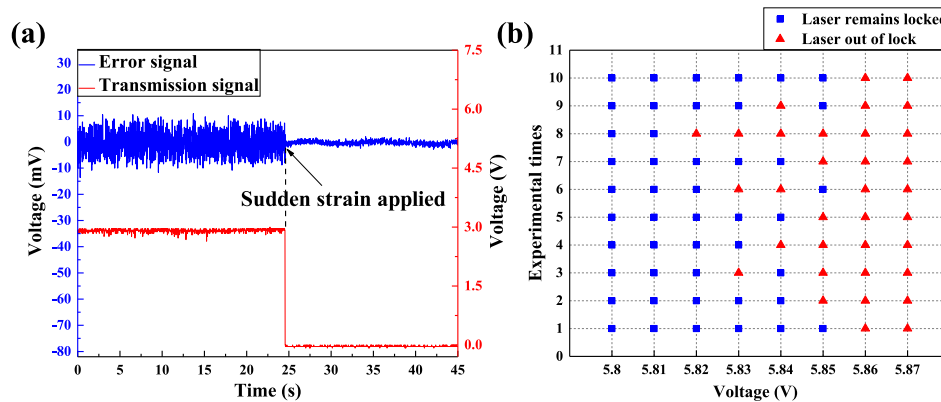 (a)
Error signal
Transmission signal
30
20
10
0
-10
-20
-30
-40
-50
-60
-70
-80
Voltage (mV)
7.5
6.0
4.5
3.0
1.5
0.0
Voltage (V)
Sudden strain applied
0 5 10 15 20 25 30 35 40 45
Time (s)
(b)
Laser remains locked
Laser out of lock
11
10
9
8
7
6
5
4
3
2
1
0
Experimental times
5.8 5.81 5.82 5.83 5.84 5.85 5.86 5.87
Voltage (V)